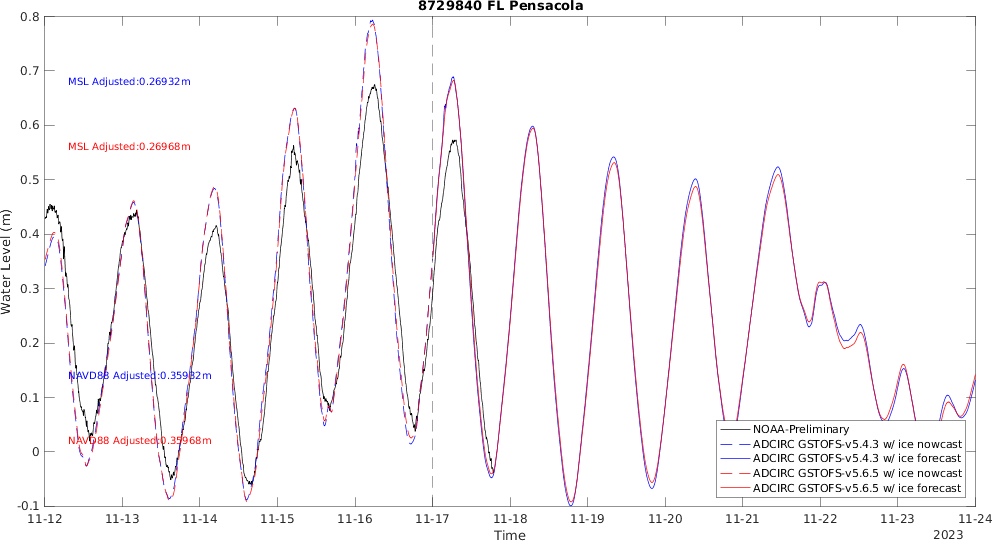 8729840 FL Pensacola
0.8
0.7
0.6
0.5
0.4
0.3
0.2
0.1
0
-0.1
Water Level (m)
MSL Adjusted:0.26932m
MSL Adjusted:0.26968m
NAVD88 Adjusted:0.35932m
NAVD88 Adjusted:0.35968m
NOAA-Preliminary
ADCIRC GSTOFS-v5.4.3 w/ ice nowcast
ADCIRC GSTOFS-v5.4.3 w/ ice forecast
ADCIRC GSTOFS-v5.6.5 w/ ice nowcast
ADCIRC GSTOFS-v5.6.5 w/ ice forecast
11-12 11-13 11-14 11-15 11-16 11-17 11-18 11-19 11-20 11-21 11-22 11-23 11-24
Time
2023